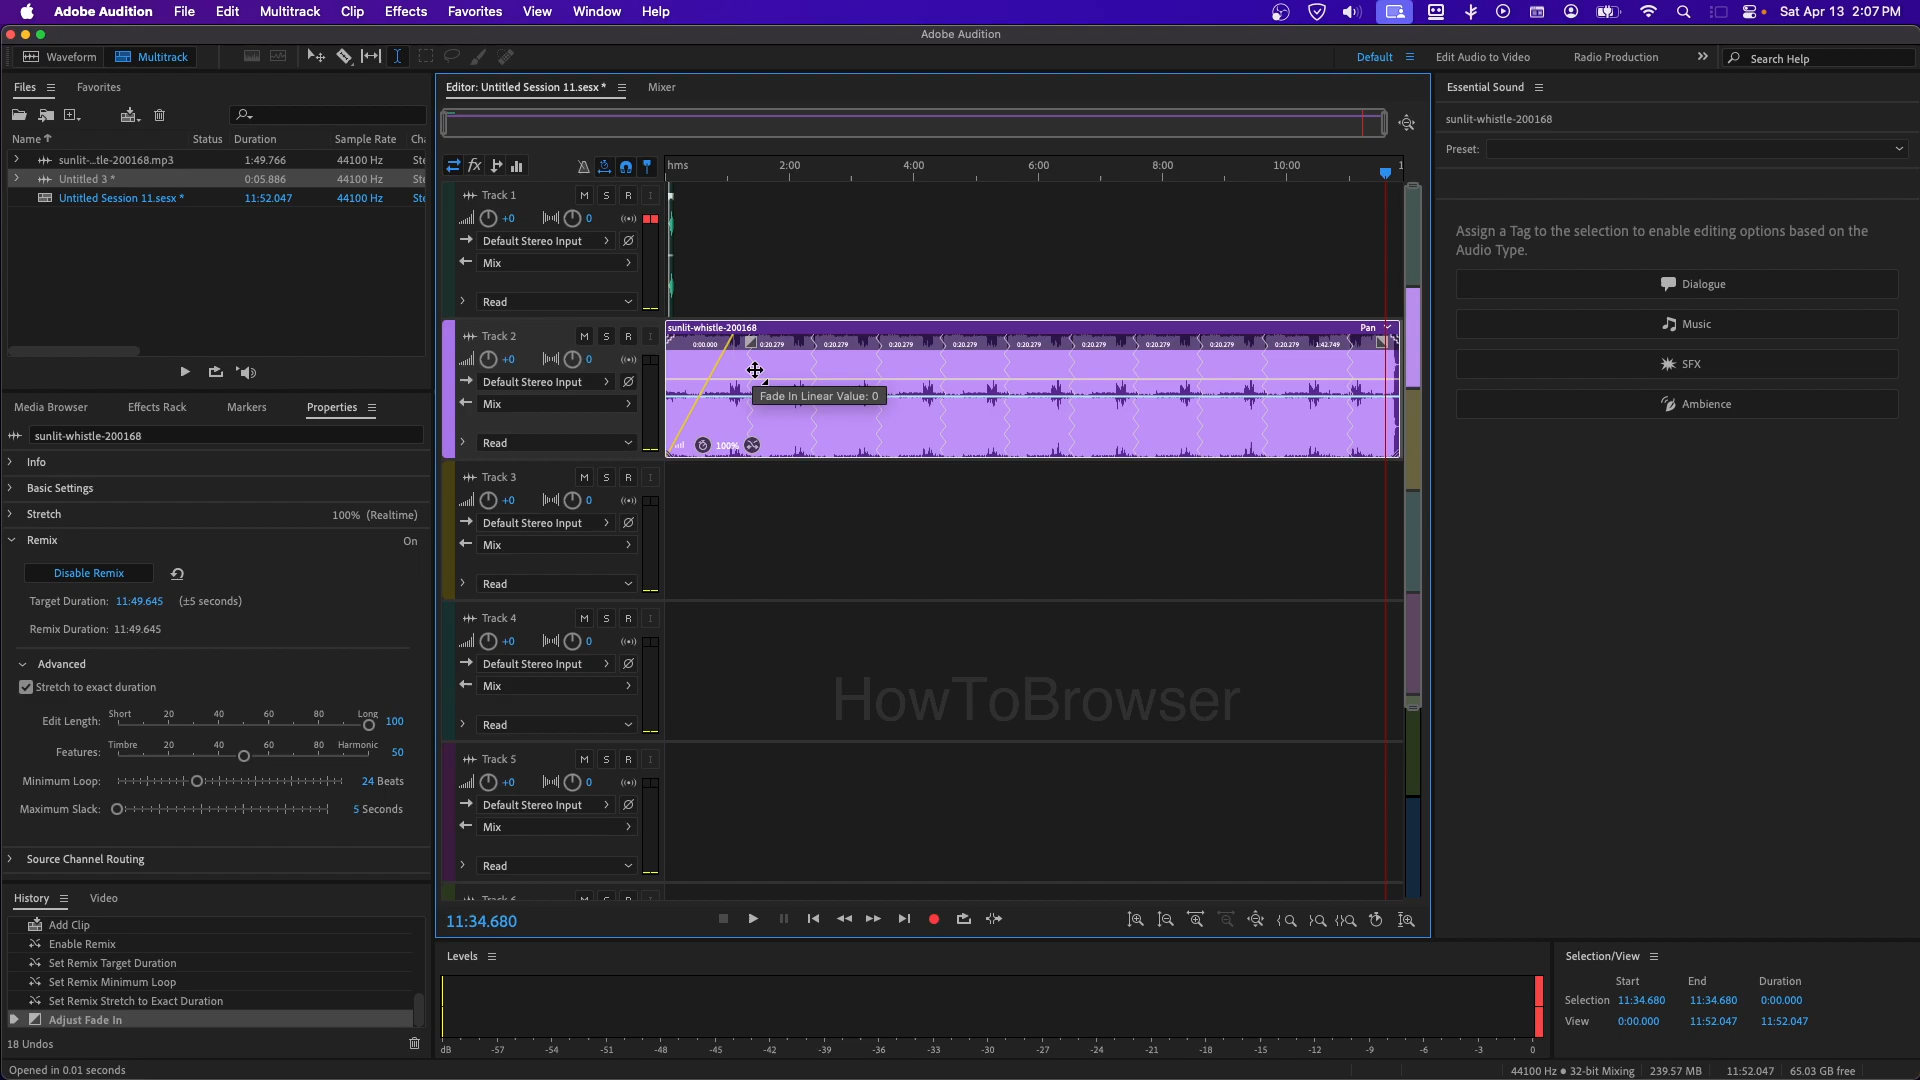 Adobe Audition File Edit Multitrack Clip Effects Favorites View Window Help Sat Apr 13 2:07 PM
Adobe Audition
Waveform Multitrack Default Edit Audio to Video Radio Production Search Help
Files Favorites
Name Status Duration Sample Rate Ch
sunlit-...tle-200168.mp3 1:49.766 44100 Hz Ste
Untitled 3 * 0:05.886 44100 Hz Ste
Untitled Session 11.sesx * 11:52.047 44100 Hz Ste
Media Browser Effects Rack Markers Properties
sunlit-whistle-200168
Info
Basic Settings
Stretch 100% (Realtime)
Remix On
Disable Remix
Target Duration: 11:49.645 (±5 seconds)
Remix Duration: 11:49.645
Advanced
Stretch to exact duration
Short 20 40 60 80 Long
Edit Length: 100
Timbre 20 40 60 80 Harmonic
Features: 50
Minimum Loop: 24 Beats
Maximum Slack: 5 Seconds
Source Channel Routing
History Video
Add Clip
Enable Remix
Set Remix Target Duration
Set Remix Minimum Loop
Set Remix Stretch to Exact Duration
Adjust Fade In
18 Undos
Opened in 0.01 seconds
Editor: Untitled Session 11.sesx * Mixer
fx hms 2:00 4:00 6:00 8:00 10:00 1
Track 1 M S R I
+0 0
Default Stereo Input
Mix
Read
Track 2 M S R I
+0 0
Default Stereo Input
Mix
Read
sunlit-whistle-200168 Pan
0:00.000 0:20.279 0:20.279 0:20.279 0:20.279 0:20.279 0:20.279 0:20.279 0:20.279 0:20.279 1:42.749
Fade In Linear Value: 0
100%
Track 3 M S R I
+0 0
Default Stereo Input
Mix
Read
Track 4 M S R I
+0 0
Default Stereo Input
Mix
Read
HowToBrowser
Track 5 M S R I
+0 0
Default Stereo Input
Mix
Read
Track 6 M S R I
11:34.680
Levels
dB -57 -54 -51 -48 -45 -42 -39 -36 -33 -30 -27 -24 -21 -18 -15 -12 -9 -6 -3 0
Essential Sound
sunlit-whistle-200168
Preset:
Assign a Tag to the selection to enable editing options based on the
Audio Type.
Dialogue
Music
SFX
Ambience
Selection/View
Start End Duration
Selection 11:34.680 11:34.680 0:00.000
View 0:00.000 11:52.047 11:52.047
44100 Hz ● 32-bit Mixing 239.57 MB 11:52.047 65.03 GB free